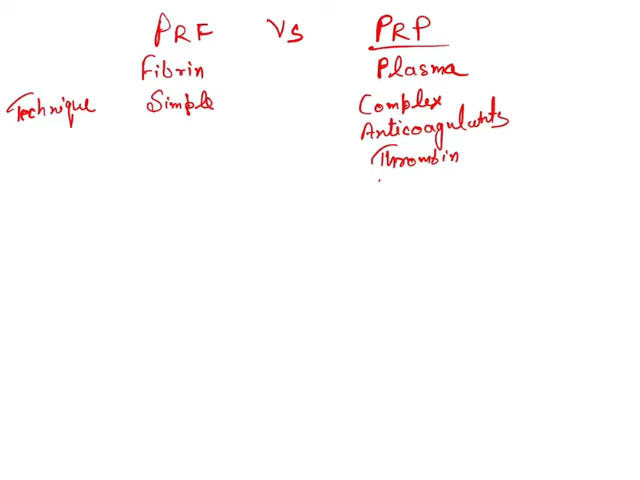 PRF VS PRP
Fibrin Plasma
Technique Simple Complex
Anticoagulants
Thrombin